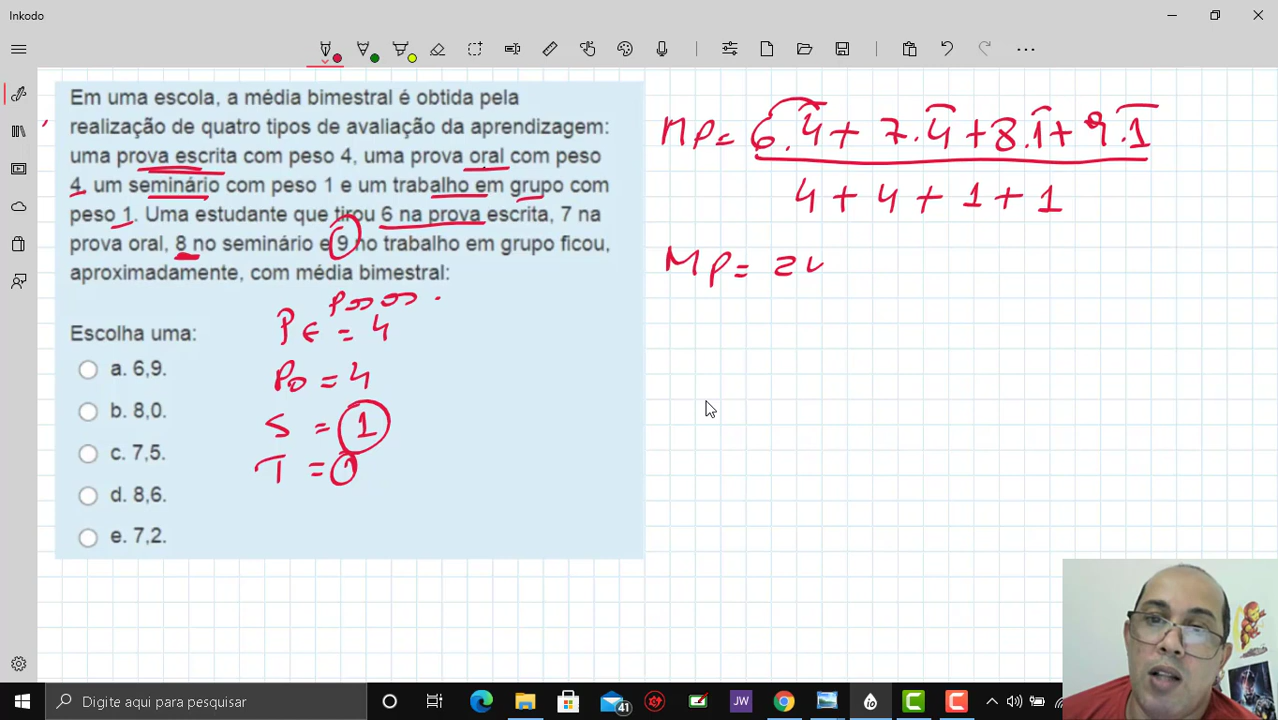 Inkodo
Em uma escola, a média bimestral é obtida pela
realização de quatro tipos de avaliação da aprendizagem:
uma prova escrita com peso 4, uma prova oral com peso
4, um seminário com peso 1 e um trabalho em grupo com
peso 1. Uma estudante que tirou 6 na prova escrita, 7 na
prova oral, 8 no seminário e 9 no trabalho em grupo ficou,
aproximadamente, com média bimestral:
Escolha uma:
a. 6,9.
b. 8,0.
c. 7,5.
d. 8,6.
e. 7,2.
PE = 4
PO = 4
S = 1
T = 1
MP= 6.4+ 7.4+8.1+9.1
4 + 4 + 1 + 1
MP=
Digite aqui para pesquisar
41
JW